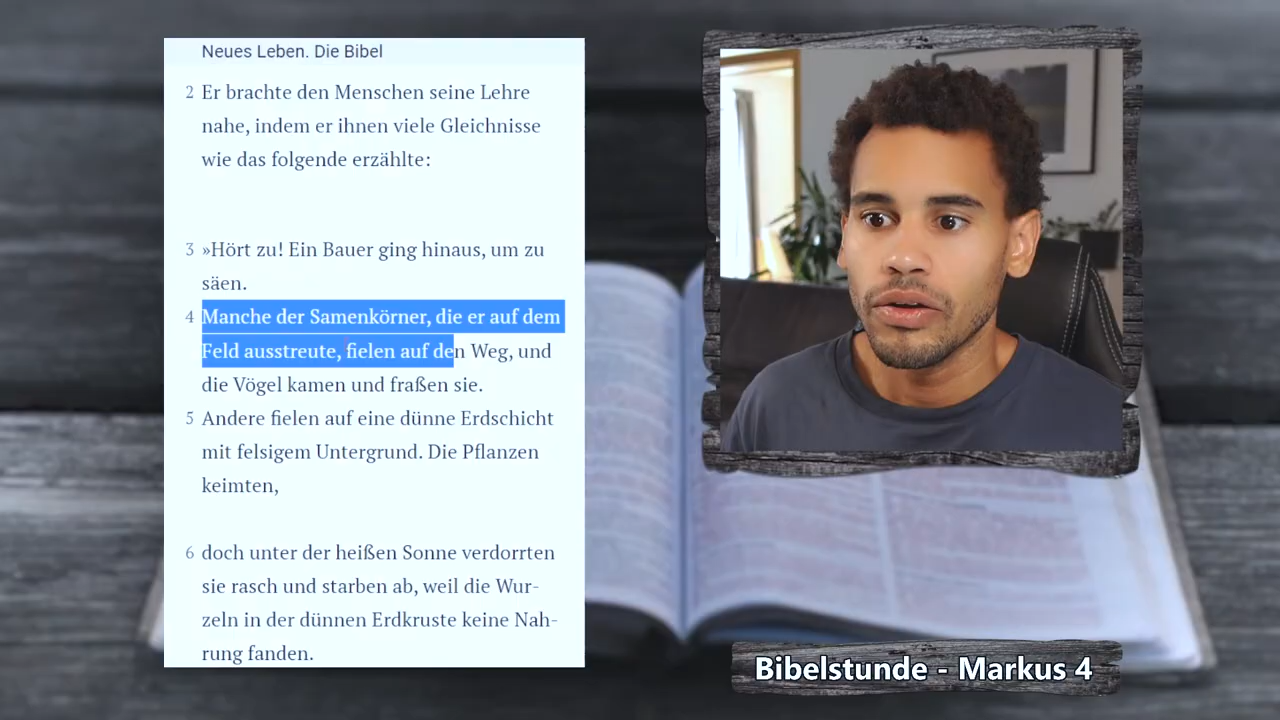 Neues Leben. Die Bibel
2 Er brachte den Menschen seine Lehre
nahe, indem er ihnen viele Gleichnisse
wie das folgende erzählte:
3 »Hört zu! Ein Bauer ging hinaus, um zu
säen.
4 Manche der Samenkörner, die er auf dem
Feld ausstreute, fielen auf den Weg, und
die Vögel kamen und fraßen sie.
5 Andere fielen auf eine dünne Erdschicht
mit felsigem Untergrund. Die Pflanzen
keimten,
6 doch unter der heißen Sonne verdorrten
sie rasch und starben ab, weil die Wur-
zeln in der dünnen Erdkruste keine Nah-
rung fanden.
Bibelstunde - Markus 4